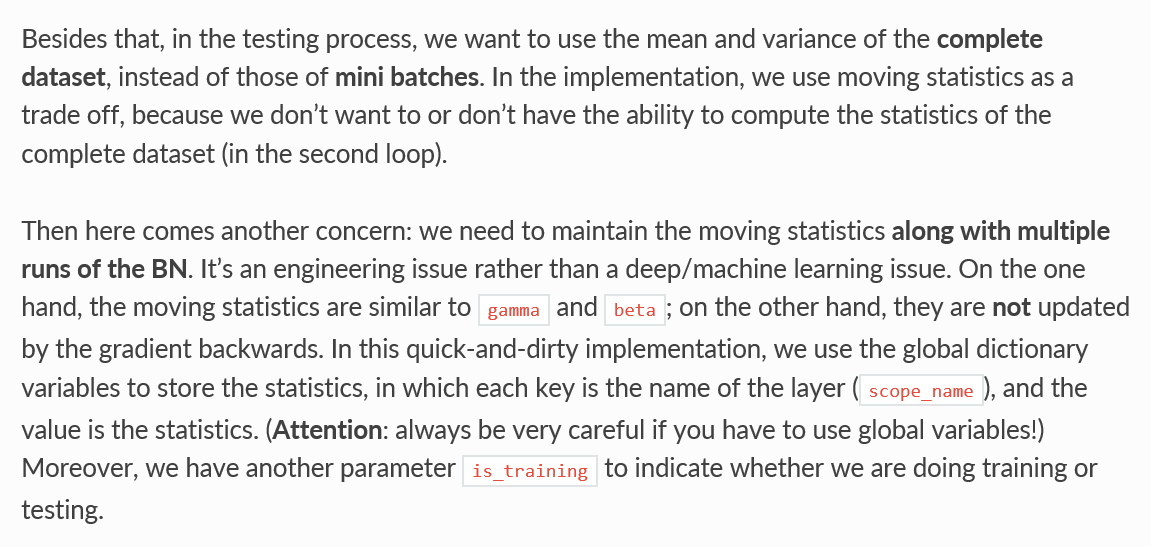 Besides that, in the testing process, we want to use the mean and variance of the complete
dataset, instead of those of mini batches. In the implementation, we use moving statistics as a
trade off, because we don’t want to or don’t have the ability to compute the statistics of the
complete dataset (in the second loop).
Then here comes another concern: we need to maintain the moving statistics along with multiple
runs of the BN. It’s an engineering issue rather than a deep/machine learning issue. On the one
hand, the moving statistics are similar to gamma and beta; on the other hand, they are not updated
by the gradient backwards. In this quick-and-dirty implementation, we use the global dictionary
variables to store the statistics, in which each key is the name of the layer (scope_name), and the
value is the statistics. (Attention: always be very careful if you have to use global variables!)
Moreover, we have another parameter is_training to indicate whether we are doing training or
testing.